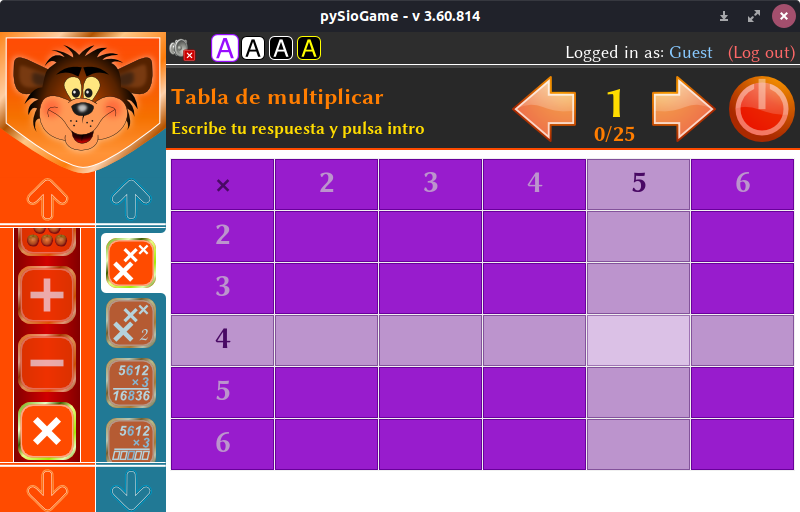 pySioGame - v 3.60.814
A A A A
Logged in as: Guest (Log out)
Tabla de multiplicar
Escribe tu respuesta y pulsa intro
1
0/25
× 2 3 4 5 6
2
3
4
5
6
+
−
×
×××
×××2
5612
×3
16836
5612
×3